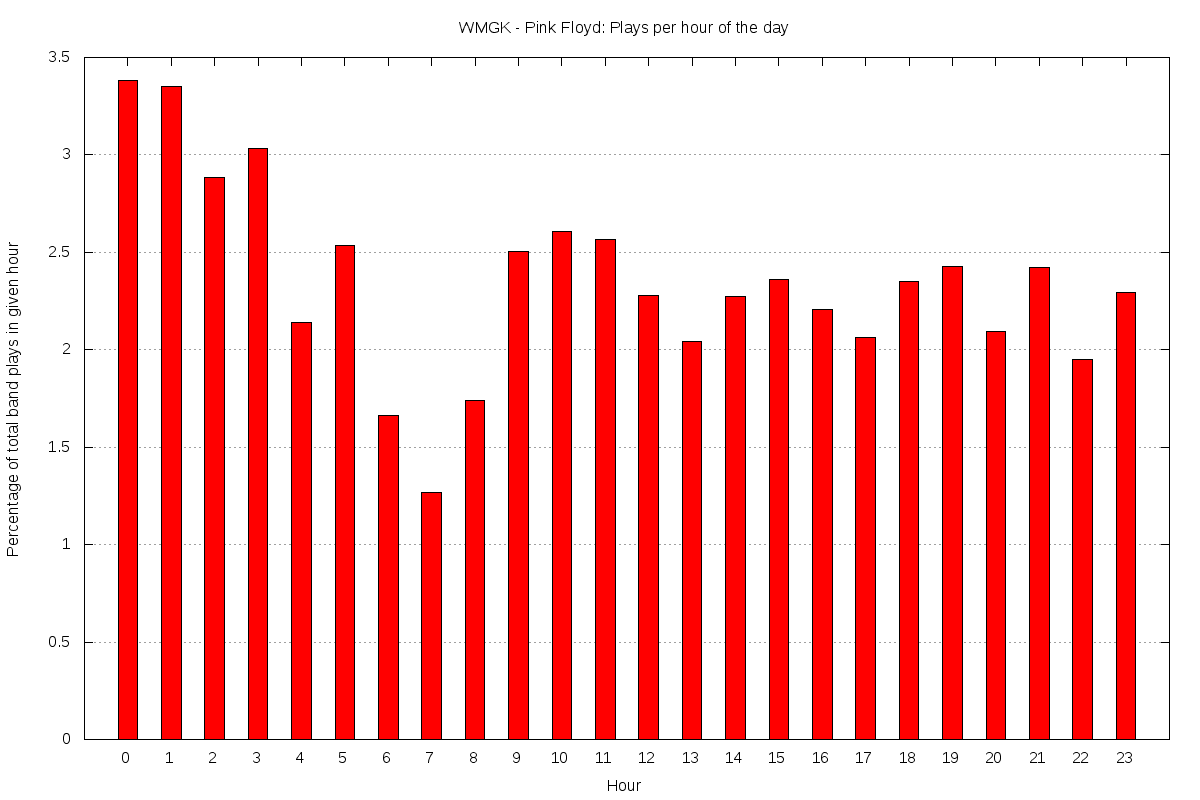 WMGK - Pink Floyd: Plays per hour of the day
Percentage of total band plays in given hour
3.5
3
2.5
2
1.5
1
0.5
0
0 1 2 3 4 5 6 7 8 9 10 11 12 13 14 15 16 17 18 19 20 21 22 23
Hour